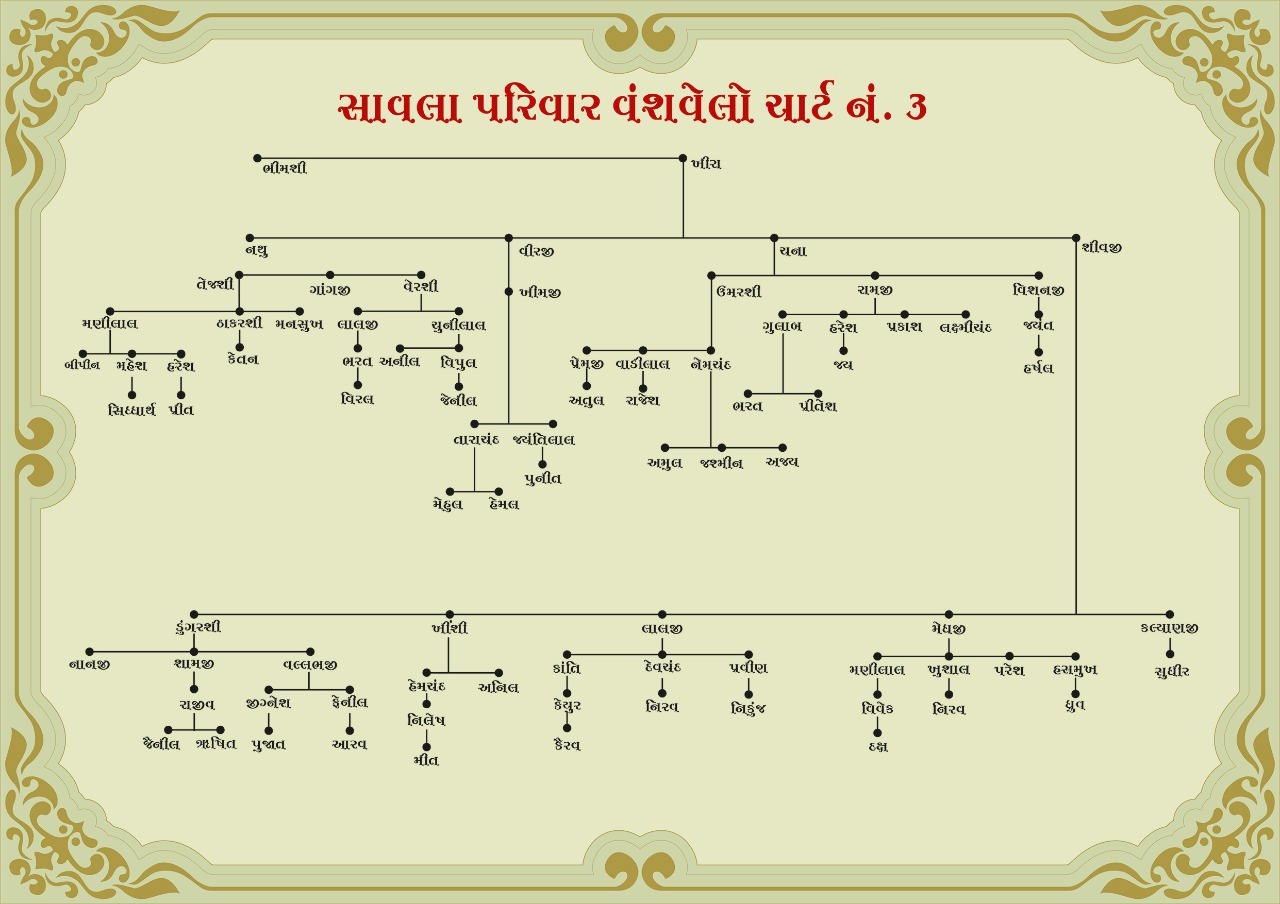 સાવલા પરિવાર વંશવેલો ચાર્ટ નં. 3
ભીમશી ખીરા
નથુ વીરજી ચના શીવજી
તેજશી ગાંગજી વેરશી ખીમજી ઉમરશી રામજી વિશનજી
મણીલાલ ઠાકરશી મનસુખ લાલજી ચુનીલાલ ગુલાબ હરેશ પ્રકાશ લક્ષ્મીચંદ જયંત
બીપીન મહેશ હરેશ કેતન ભરત અનીલ વિપુલ પ્રેમજી વાડીલાલ નેમચંદ જય હર્ષલ
સિધ્ધાર્થ પ્રીત વિરલ જેનીલ અતુલ રાજેશ ભરત પ્રીતેશ
તારાચંદ જયંતિલાલ અમુલ જશ્મીન અજય
પુનીત
મેહુલ હેમલ
ડુંગરશી ખીંશી લાલજી મેઘજી કલ્યાણજી
નાનજી શામજી વલ્લભજી કાંતિ દેવચંદ પ્રવીણ મણીલાલ ખુશાલ પરેશ હસમુખ સુધીર
રાજીવ જીગ્નેશ ફેનીલ હેમચંદ અનિલ કેયુર નિરવ નિકુંજ વિવેક નિરવ ધ્રુવ
જૈનીલ ઋષિત પુજાત આરવ નિલેષ કૈરવ દક્ષ
મીત